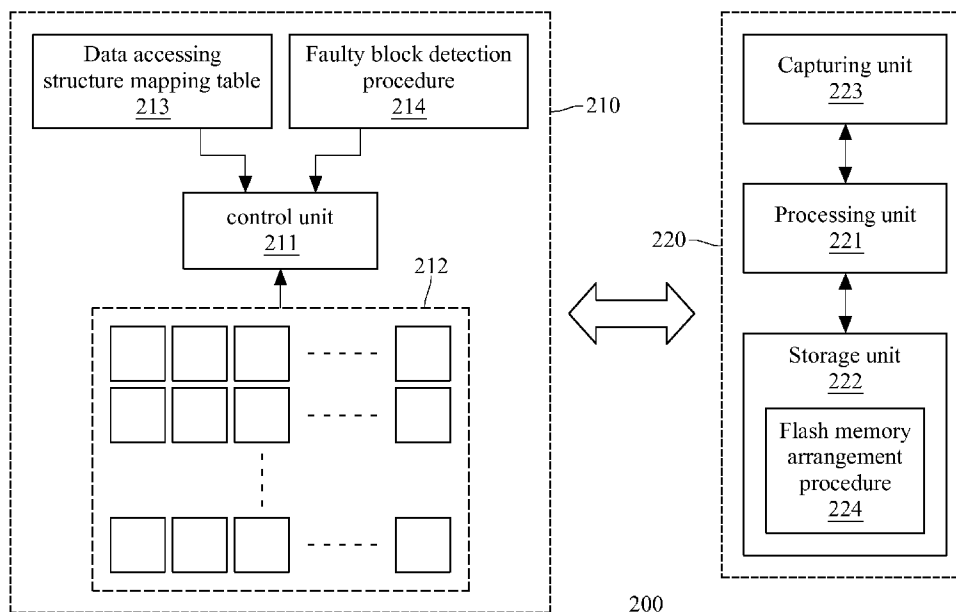 Data accessing
structure mapping table
213
Faulty block detection
procedure
214
210
control unit
211
212
Capturing unit
223
Processing unit
221
220
Storage unit
222
Flash memory
arrangement
procedure
224
200